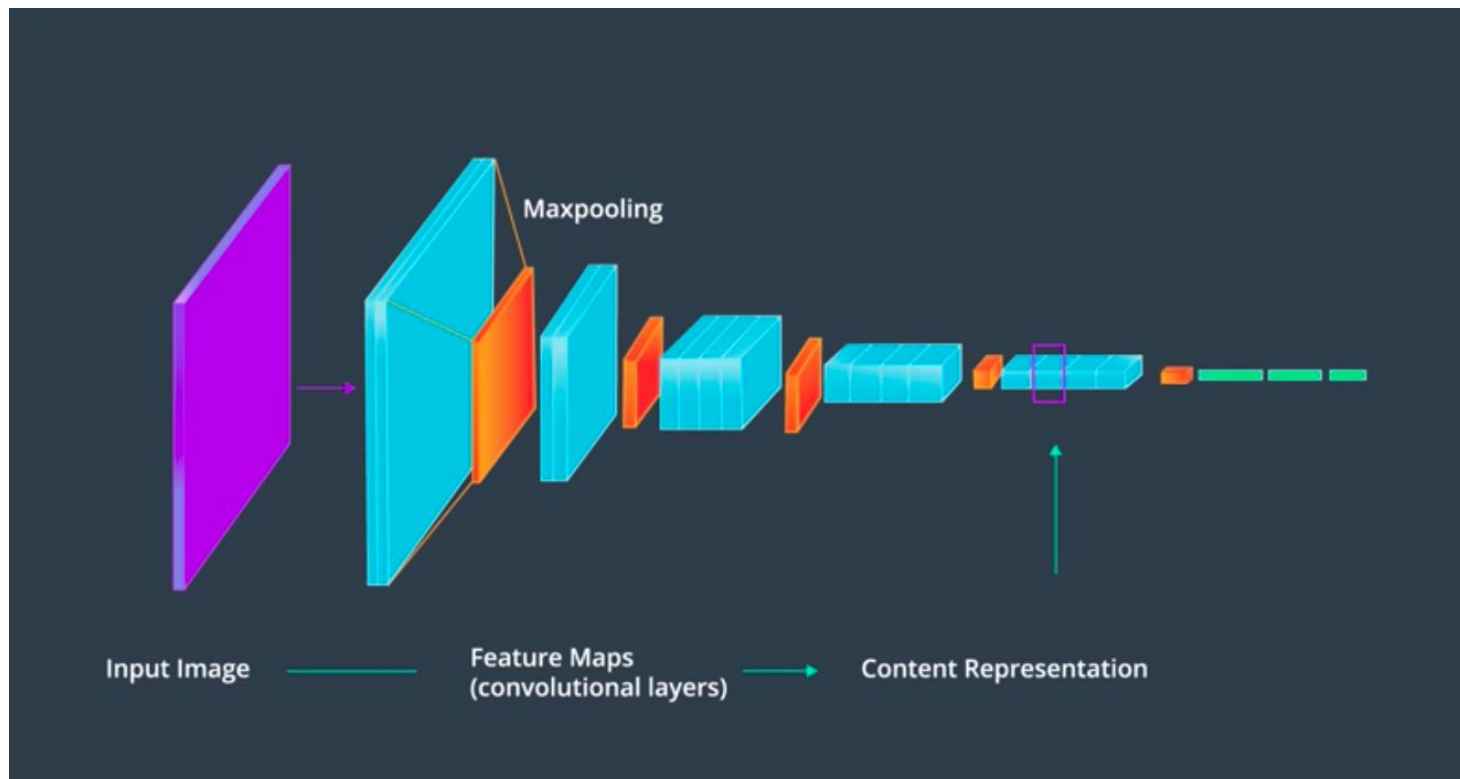 Maxpooling
Input Image
Feature Maps
(convolutional layers)
Content Representation